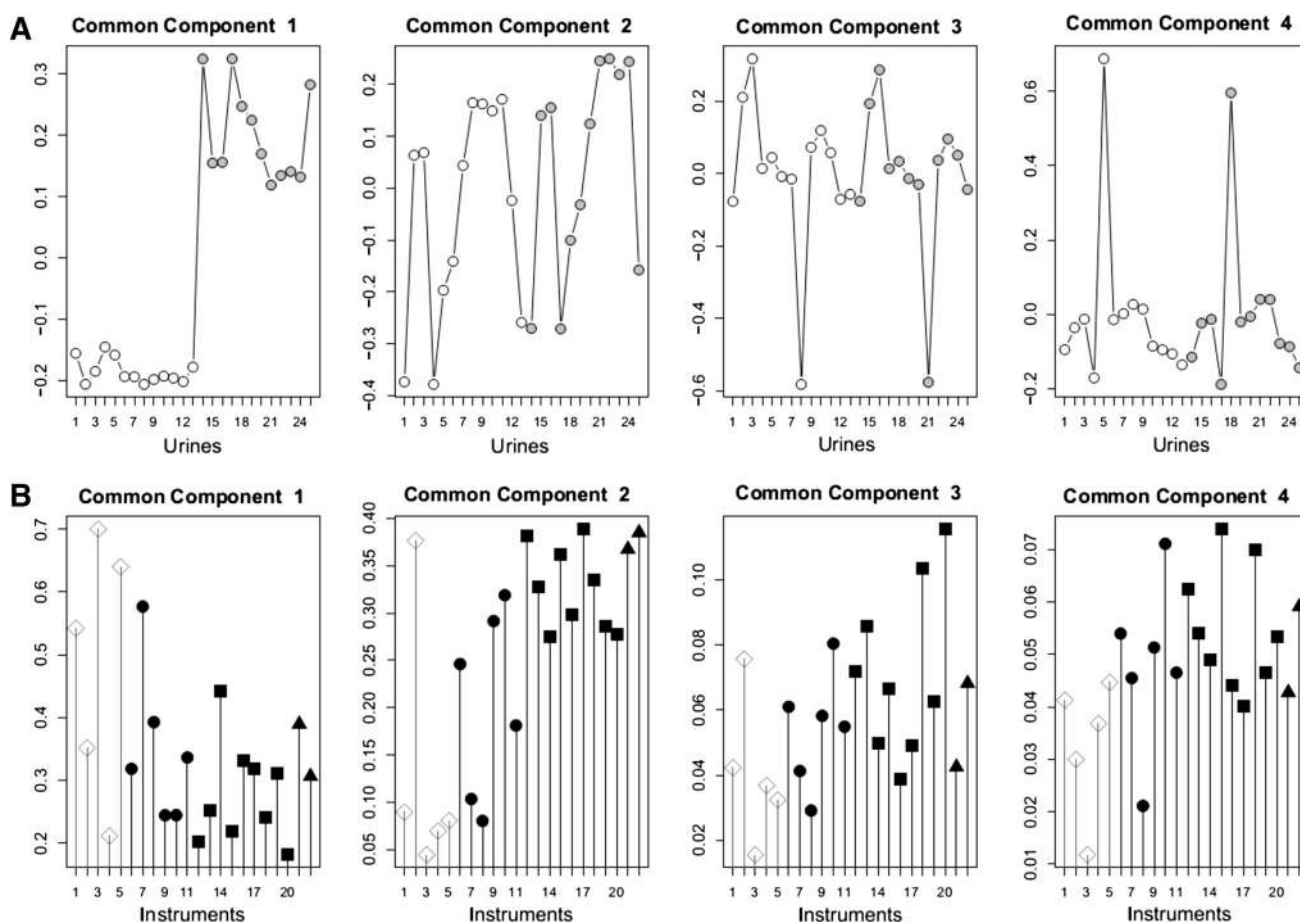 A
Common Component 1
0.3
0.2
0.1
0.0
−0.1
−0.2
1 3 5 7 9 12 15 18 21 24
Urines
Common Component 2
0.2
0.1
0.0
−0.1
−0.2
−0.3
−0.4
1 3 5 7 9 12 15 18 21 24
Urines
Common Component 3
0.2
0.0
−0.2
−0.4
−0.6
1 3 5 7 9 12 15 18 21 24
Urines
Common Component 4
0.6
0.4
0.2
0.0
−0.2
1 3 5 7 9 12 15 18 21 24
Urines
B
Common Component 1
0.7
0.6
0.5
0.4
0.3
0.2
1 3 5 7 9 11 14 17 20
Instruments
Common Component 2
0.40
0.35
0.30
0.25
0.20
0.15
0.10
0.05
1 3 5 7 9 11 14 17 20
Instruments
Common Component 3
0.10
0.08
0.06
0.04
0.02
1 3 5 7 9 11 14 17 20
Instruments
Common Component 4
0.07
0.06
0.05
0.04
0.03
0.02
0.01
1 3 5 7 9 11 14 17 20
Instruments